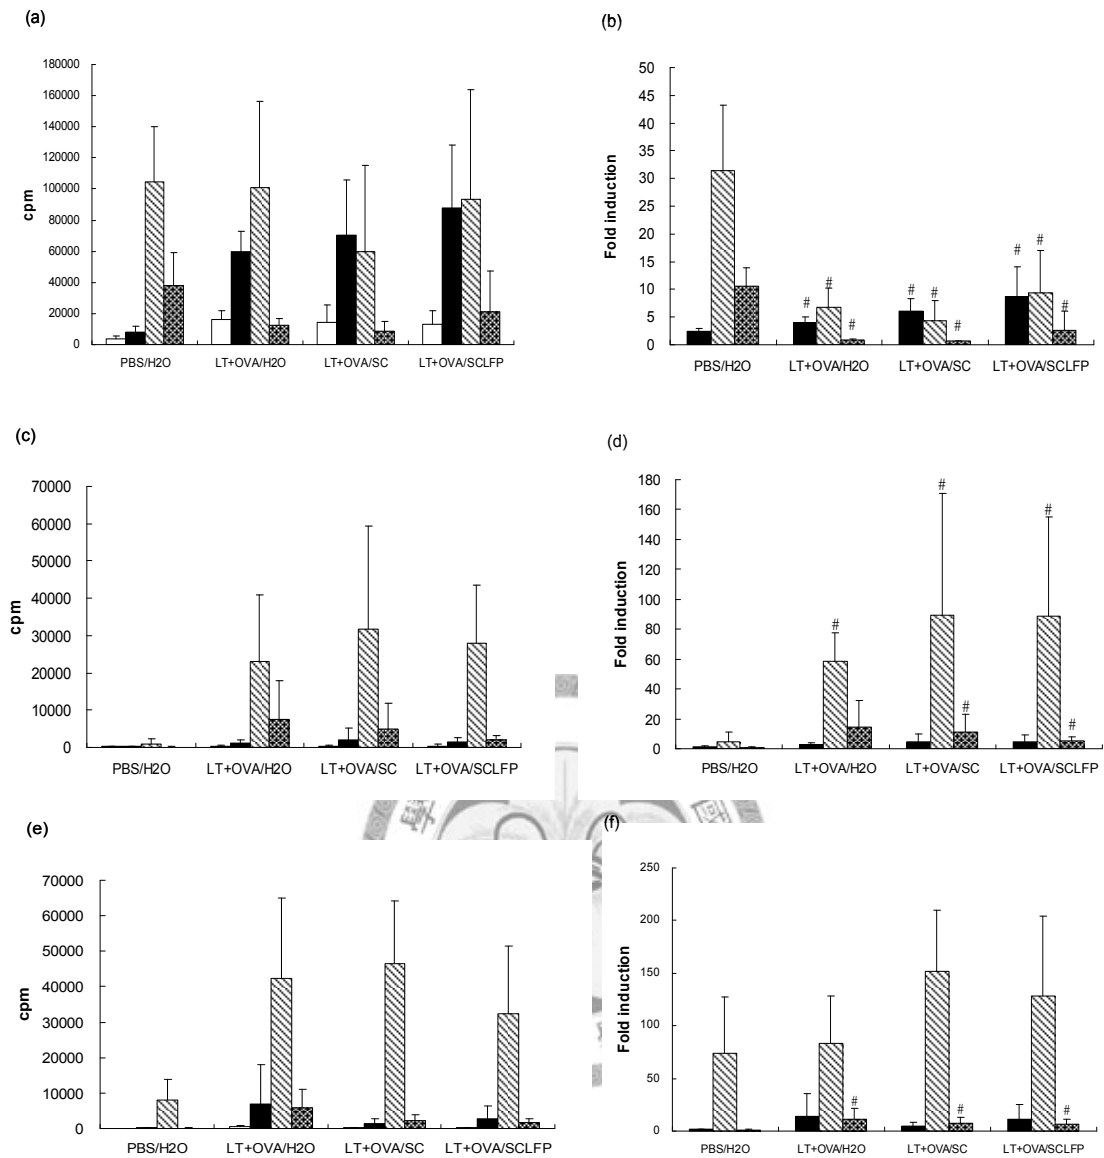 (a)
180000
160000
140000
120000
100000
80000
60000
40000
20000
0
cpm
PBS/H2O LT+OVA/H2O LT+OVA/SC LT+OVA/SCLFP
(b)
50
45
40
35
30
25
20
15
10
5
0
Fold induction
# # # # # # # # #
PBS/H2O LT+OVA/H2O LT+OVA/SC LT+OVA/SCLFP
(c)
70000
60000
50000
40000
30000
20000
10000
0
cpm
PBS/H2O LT+OVA/H2O LT+OVA/SC LT+OVA/SCLFP
(d)
180
160
140
120
100
80
60
40
20
0
Fold induction
# # # # #
PBS/H2O LT+OVA/H2O LT+OVA/SC LT+OVA/SCLFP
(e)
70000
60000
50000
40000
30000
20000
10000
0
cpm
PBS/H2O LT+OVA/H2O LT+OVA/SC LT+OVA/SCLFP
(f)
250
200
150
100
50
0
Fold induction
# # #
PBS/H2O LT+OVA/H2O LT+OVA/SC LT+OVA/SCLFP